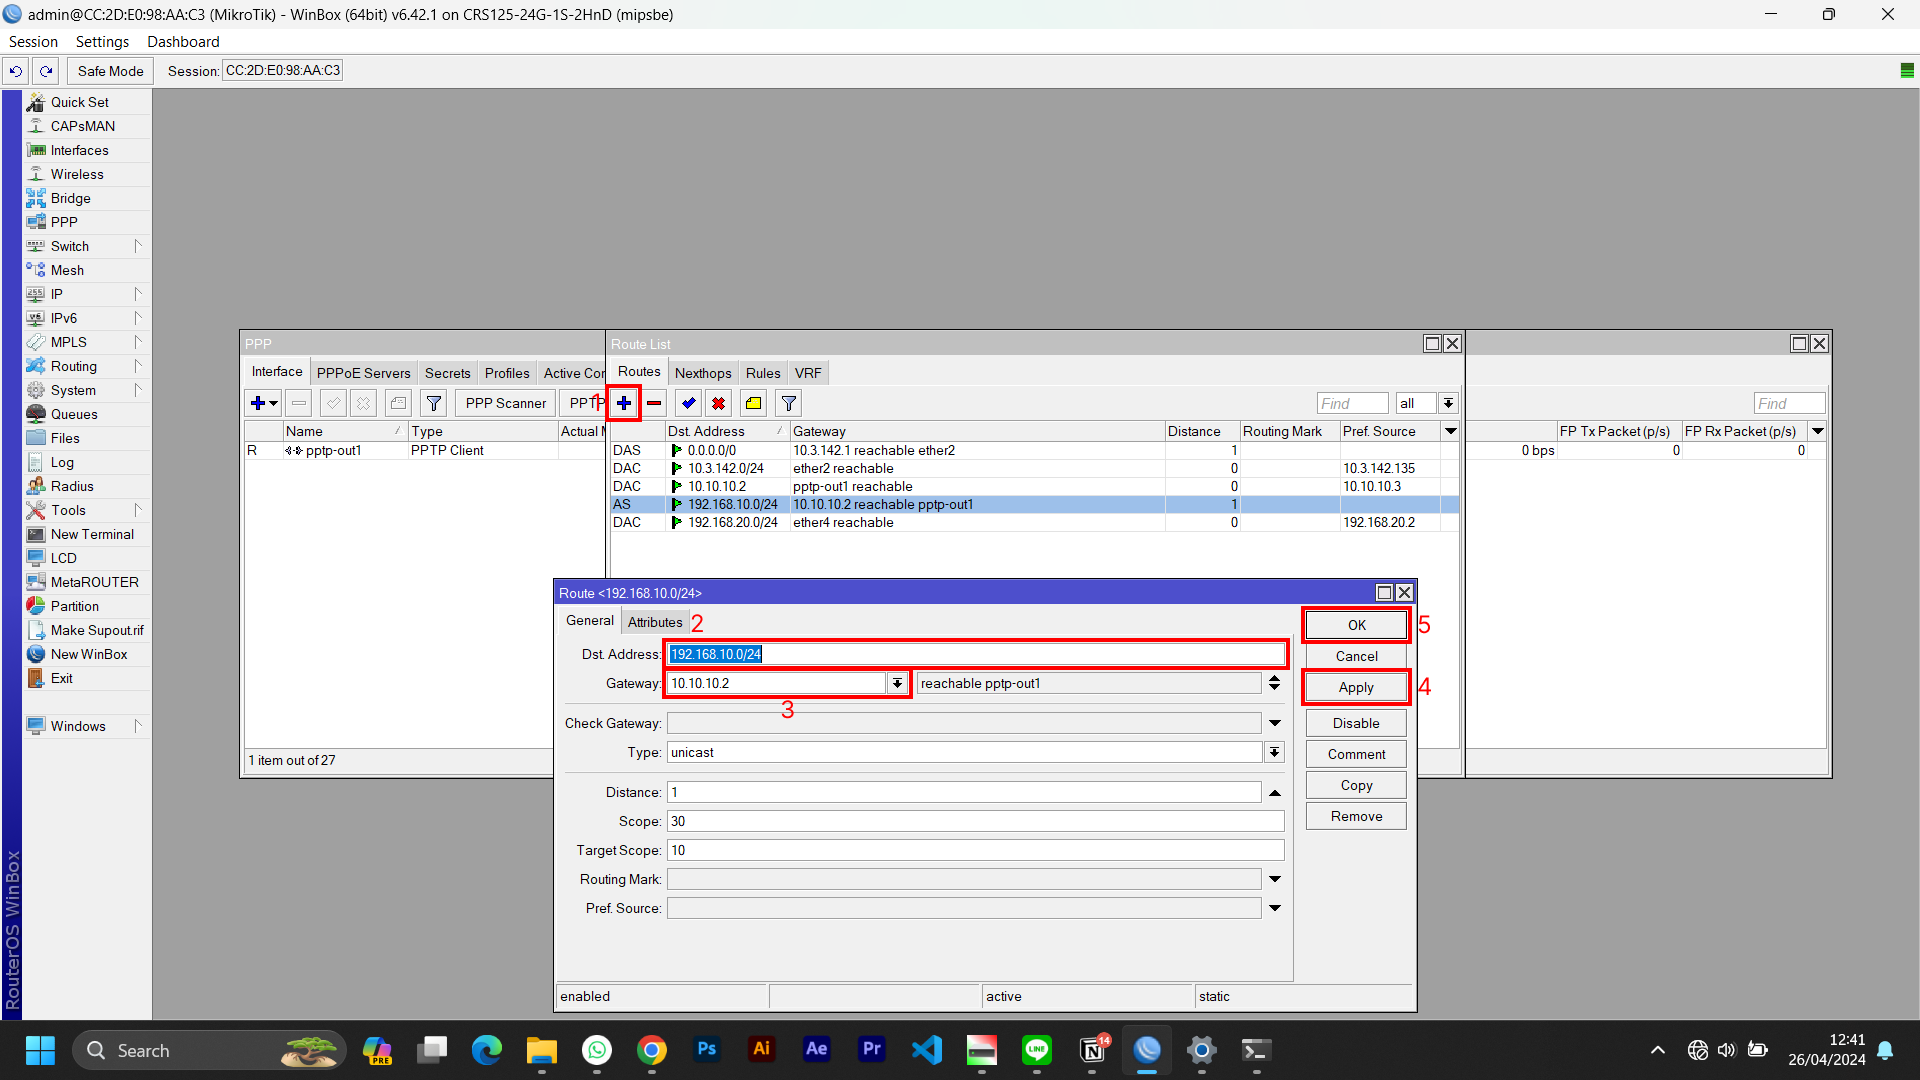 admin@CC:2D:E0:98:AA:C3 (MikroTik) - WinBox (64bit) v6.42.1 on CRS125-24G-1S-2HnD (mipsbe)
Session Settings Dashboard
Safe Mode Session: CC:2D:E0:98:AA:C3
Quick Set
CAPsMAN
Interfaces
Wireless
Bridge
PPP
Switch
Mesh
IP
IPv6
MPLS
Routing
System
Queues
Files
Log
Radius
Tools
New Terminal
LCD
MetaROUTER
Partition
Make Supout.rif
New WinBox
Exit
Windows
RouterOS WinBox
PPP
Interface PPPoE Servers Secrets Profiles Active Con
PPP Scanner PPTP
Name Type Actual M
R pptp-out1 PPTP Client
1 item out of 27
Route List
Routes Nexthops Rules VRF
1
Find all
Dst. Address Gateway Distance Routing Mark Pref. Source
DAS 0.0.0.0/0 10.3.142.1 reachable ether2 1
DAC 10.3.142.0/24 ether2 reachable 0 10.3.142.135
DAC 10.10.10.2 pptp-out1 reachable 0 10.10.10.3
AS 192.168.10.0/24 10.10.10.2 reachable pptp-out1 1
DAC 192.168.20.0/24 ether4 reachable 0 192.168.20.2
Find
FP Tx Packet (p/s) FP Rx Packet (p/s)
0 bps 0 0
Route <192.168.10.0/24>
General Attributes 2
Dst. Address: 192.168.10.0/24
Gateway: 10.10.10.2 reachable pptp-out1
3
Check Gateway:
Type: unicast
Distance: 1
Scope: 30
Target Scope: 10
Routing Mark:
Pref. Source:
OK 5
Cancel
Apply 4
Disable
Comment
Copy
Remove
enabled active static
Search
PRE
Ps
Ai
Ae
Pr
LINE
14
12:41
26/04/2024